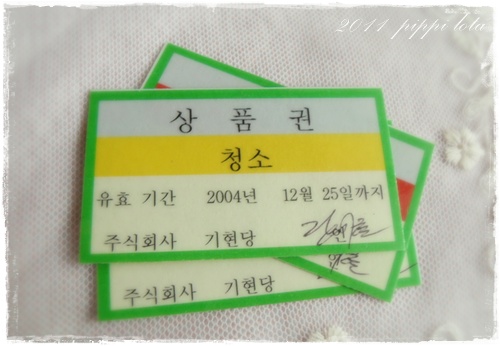 2011 pippi lota
상 품 권
청소
유효 기간 2004년 12월 25일까지
주식회사 기현당
주식회사 기현당